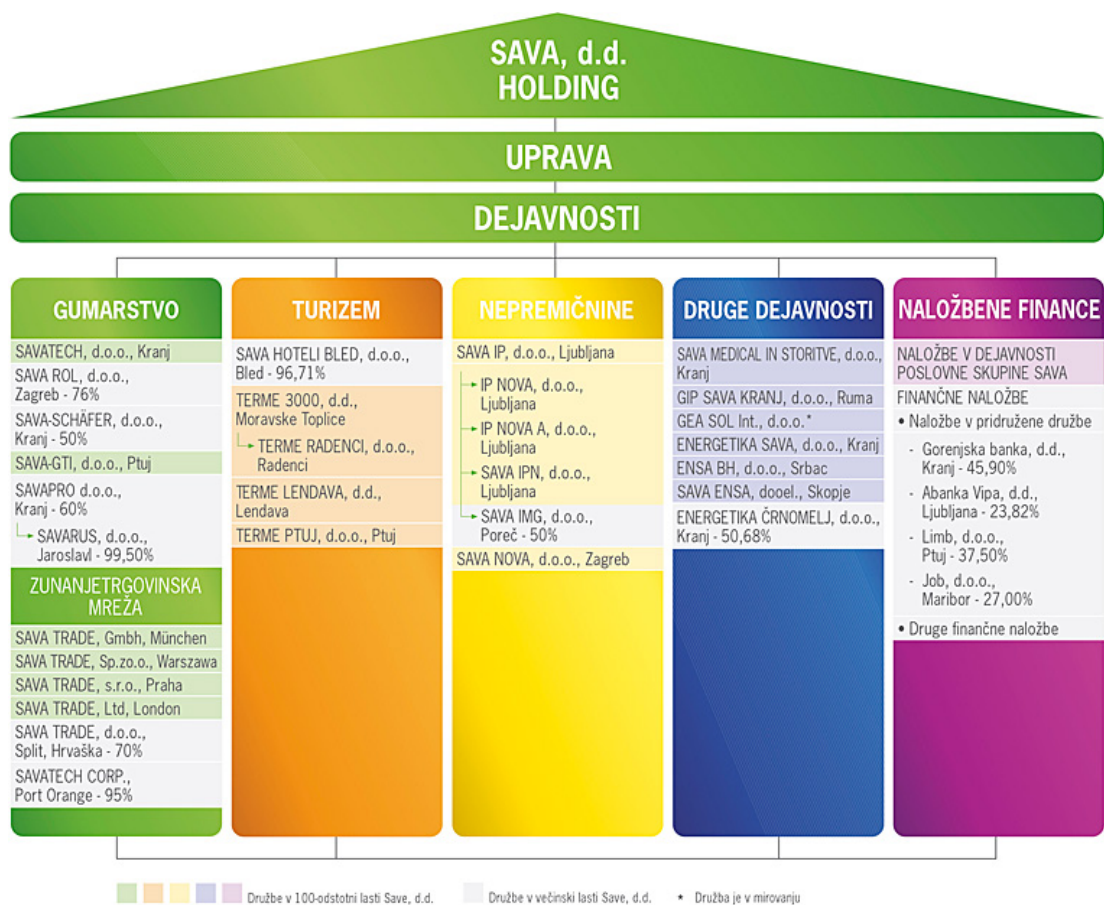 SAVA, d.d.
HOLDING
UPRAVA
DEJAVNOSTI
GUMARSTVO
SAVATECH, d.o.o., Kranj
SAVA ROL, d.o.o.,
Zagreb - 76%
SAVA-SCHÄFER, d.o.o.,
Kranj - 50%
SAVA-GTI, d.o.o., Ptuj
SAVAPRO d.o.o.,
Kranj - 60%
SAVARUS, d.o.o.,
Jaroslavl - 99,50%
ZUNANJETRGOVINSKA
MREŽA
SAVA TRADE, Gmbh, München
SAVA TRADE, Sp.zo.o., Warszawa
SAVA TRADE, s.r.o., Praha
SAVA TRADE, Ltd, London
SAVA TRADE, d.o.o.,
Split, Hrvaška - 70%
SAVATECH CORP.,
Port Orange - 95%
TURIZEM
SAVA HOTELI BLED, d.o.o.,
Bled - 96,71%
TERME 3000, d.d.,
Moravske Toplice
TERME RADENCI, d.o.o.,
Radenci
TERME LENDAVA, d.d.,
Lendava
TERME PTUJ, d.o.o., Ptuj
NEPREMIČNINE
SAVA IP, d.o.o., Ljubljana
IP NOVA, d.o.o.,
Ljubljana
IP NOVA A, d.o.o.,
Ljubljana
SAVA IPN, d.o.o.,
Ljubljana
SAVA IMG, d.o.o.,
Poreč - 50%
SAVA NOVA, d.o.o., Zagreb
DRUGE DEJAVNOSTI
SAVA MEDICAL IN STORITVE, d.o.o.,
Kranj
GIP SAVA KRANJ, d.o.o., Ruma
GEA SOL Int., d.o.o.*
ENERGETIKA SAVA, d.o.o., Kranj
ENSA BH, d.o.o., Srbac
SAVA ENSA, dooel., Skopje
ENERGETIKA ČRNOMELJ, d.o.o.,
Kranj - 50,68%
NALOŽBENE FINANCE
NALOŽBE V DEJAVNOSTI
POSLOVNE SKUPINE SAVA
FINANČNE NALOŽBE
• Naložbe v pridružene družbe
- Gorenjska banka, d.d.,
Kranj - 45,90%
- Abanka Vipa, d.d.,
Ljubljana - 23,82%
- Limb, d.o.o.,
Ptuj - 37,50%
- Job, d.o.o.,
Maribor - 27,00%
• Druge finančne naložbe
Družbe v 100-odstotni lasti Save, d.d.
Družbe v večinski lasti Save, d.d.
* Družba je v mirovanju